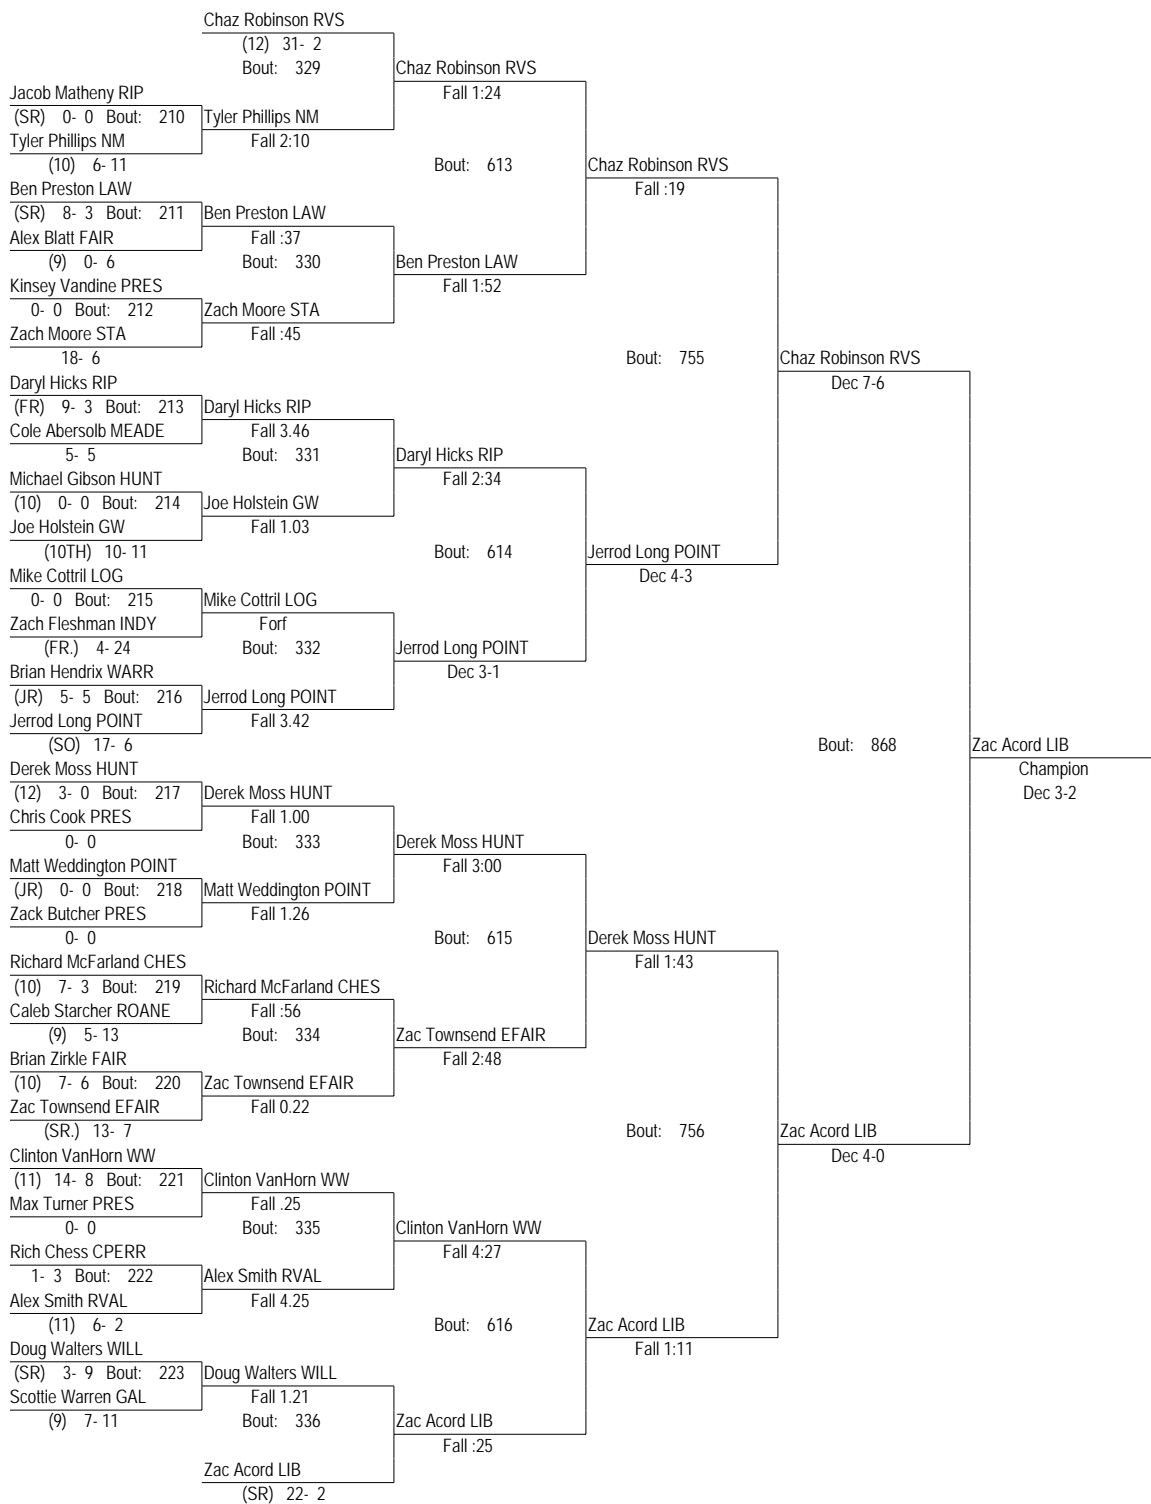 Chaz Robinson RVS
(12) 31- 2
Bout: 329
Chaz Robinson RVS
Fall 1:24
Jacob Matheny RIP
(SR) 0- 0 Bout: 210
Tyler Phillips NM
Tyler Phillips NM
Fall 2:10
(10) 6- 11
Bout: 613
Chaz Robinson RVS
Fall :19
Ben Preston LAW
(SR) 8- 3 Bout: 211
Ben Preston LAW
Alex Blatt FAIR
Fall :37
(9) 0- 6
Bout: 330
Ben Preston LAW
Fall 1:52
Kinsey Vandine PRES
0- 0 Bout: 212
Zach Moore STA
Zach Moore STA
Fall :45
18- 6
Bout: 755
Chaz Robinson RVS
Dec 7-6
Daryl Hicks RIP
(FR) 9- 3 Bout: 213
Daryl Hicks RIP
Cole Abersolb MEADE
Fall 3.46
5- 5
Bout: 331
Daryl Hicks RIP
Fall 2:34
Michael Gibson HUNT
(10) 0- 0 Bout: 214
Joe Holstein GW
Joe Holstein GW
Fall 1.03
(10TH) 10- 11
Bout: 614
Jerrod Long POINT
Dec 4-3
Mike Cottril LOG
0- 0 Bout: 215
Mike Cottril LOG
Zach Fleshman INDY
Forf
(FR.) 4- 24
Bout: 332
Jerrod Long POINT
Dec 3-1
Brian Hendrix WARR
(JR) 5- 5 Bout: 216
Jerrod Long POINT
Jerrod Long POINT
Fall 3.42
(SO) 17- 6
Bout: 868
Zac Acord LIB
Champion
Dec 3-2
Derek Moss HUNT
(12) 3- 0 Bout: 217
Derek Moss HUNT
Chris Cook PRES
Fall 1.00
0- 0
Bout: 333
Derek Moss HUNT
Fall 3:00
Matt Weddington POINT
(JR) 0- 0 Bout: 218
Matt Weddington POINT
Zack Butcher PRES
Fall 1.26
0- 0
Bout: 615
Derek Moss HUNT
Fall 1:43
Richard McFarland CHES
(10) 7- 3 Bout: 219
Richard McFarland CHES
Caleb Starcher ROANE
Fall :56
(9) 5- 13
Bout: 334
Zac Townsend EFAIR
Fall 2:48
Brian Zirkle FAIR
(10) 7- 6 Bout: 220
Zac Townsend EFAIR
Zac Townsend EFAIR
Fall 0.22
(SR.) 13- 7
Bout: 756
Zac Acord LIB
Dec 4-0
Clinton VanHorn WW
(11) 14- 8 Bout: 221
Clinton VanHorn WW
Max Turner PRES
Fall .25
0- 0
Bout: 335
Clinton VanHorn WW
Fall 4:27
Rich Chess CPERR
1- 3 Bout: 222
Alex Smith RVAL
Alex Smith RVAL
Fall 4.25
(11) 6- 2
Bout: 616
Zac Acord LIB
Fall 1:11
Doug Walters WILL
(SR) 3- 9 Bout: 223
Doug Walters WILL
Scottie Warren GAL
Fall 1.21
(9) 7- 11
Bout: 336
Zac Acord LIB
Fall :25
Zac Acord LIB
(SR) 22- 2